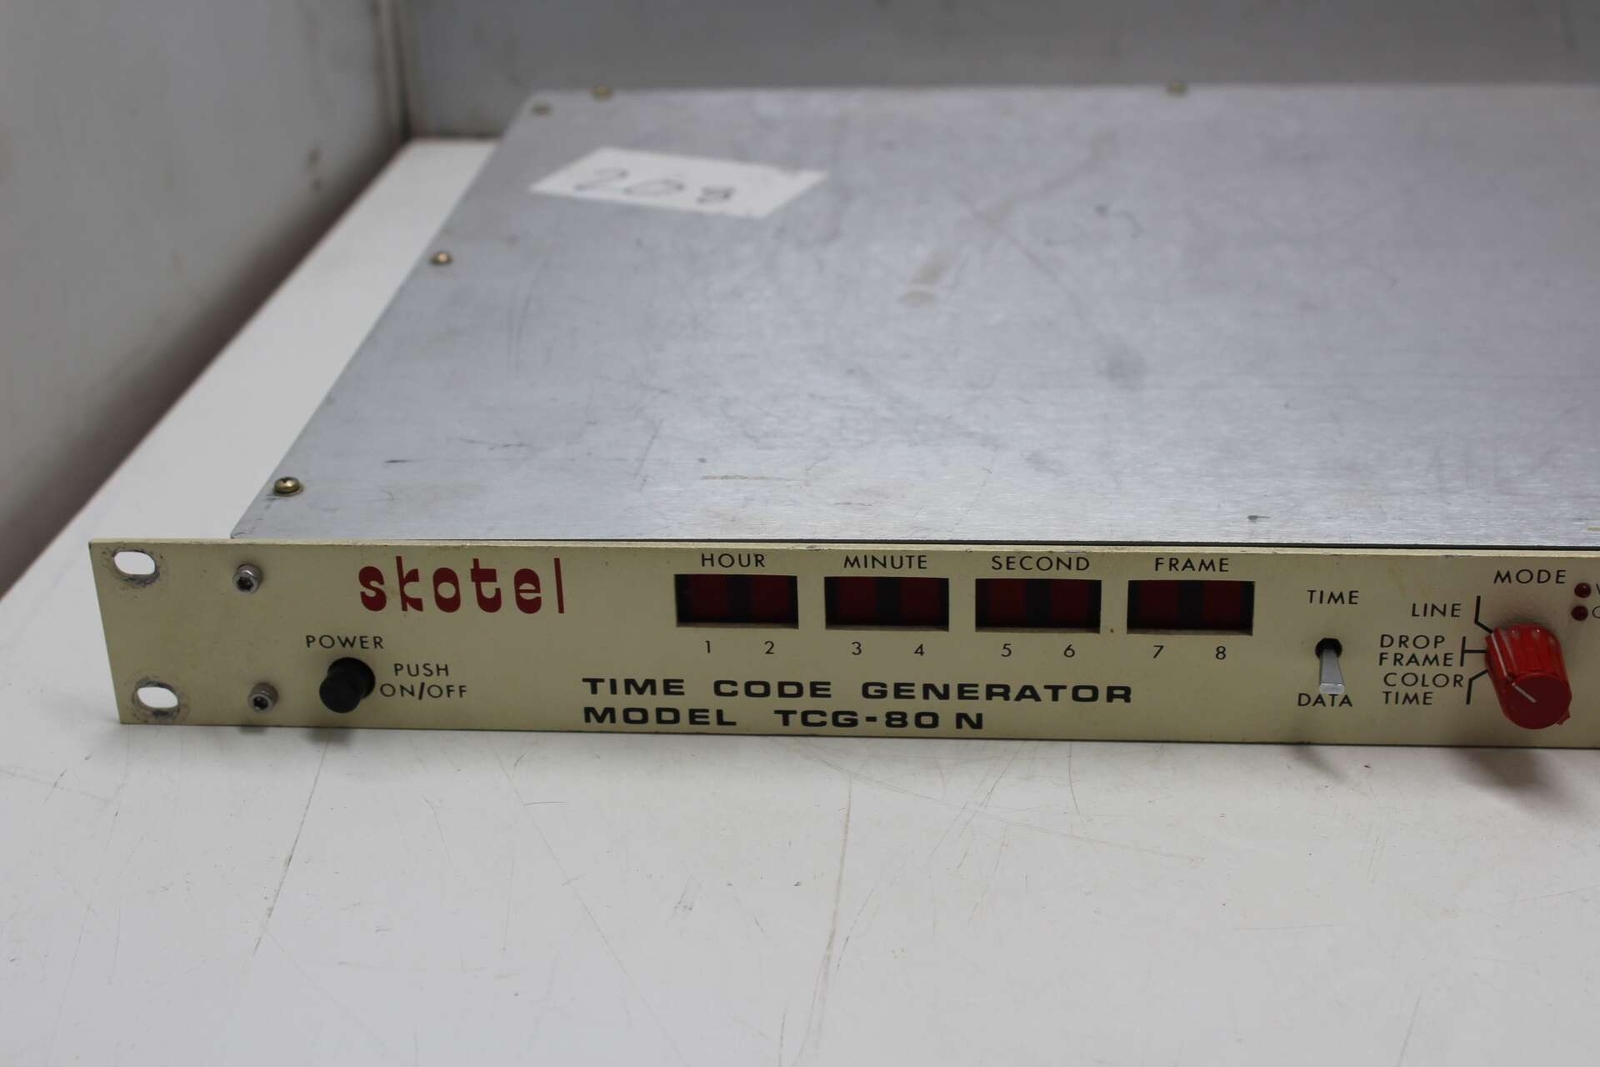 skotel
POWER
PUSH
ON/OFF
HOUR
MINUTE
SECOND
FRAME
1 2
3 4
5 6
7 8
TIME CODE GENERATOR
MODEL TCG-80 N
TIME
DATA
MODE
LINE
DROP
FRAME
COLOR
TIME